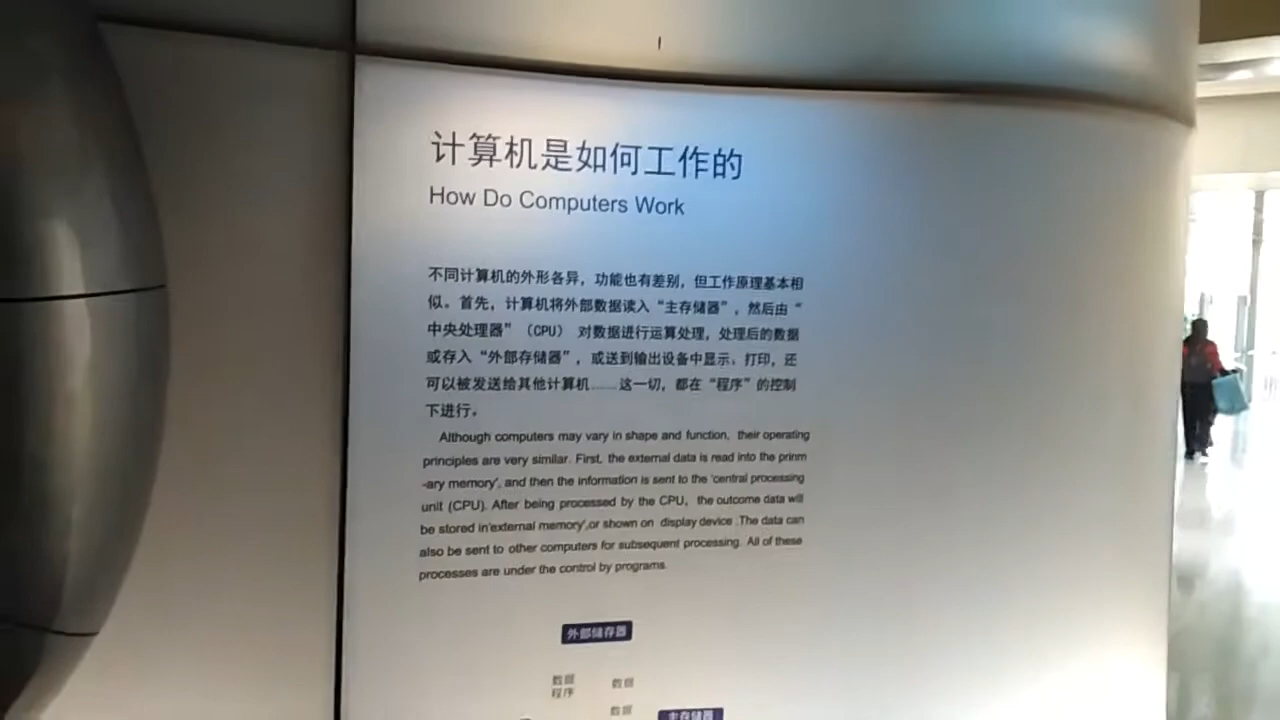 计算机是如何工作的
How Do Computers Work
不同计算机的外形各异，功能也有差别，但工作原理基本相
似。首先，计算机将外部数据读入“主存储器”，然后由“
中央处理器”（CPU） 对数据进行运算处理，处理后的数据
或存入“外部存储器”，或送到输出设备中显示、打印，还
可以被发送给其他计算机……这一切，都在“程序”的控制
下进行。
Although computers may vary in shape and function, their operating
principles are very similar. First, the external data is read into the prinm
-ary memory', and then the information is sent to the 'central processing
unit (CPU). After being processed by the CPU, the outcome data will
be stored in'external memory',or shown on display device .The data can
also be sent to other computers for subsequent processing. All of these
processes are under the control by programs.
外部储存器
数据 数据
程序
数据
主存储器